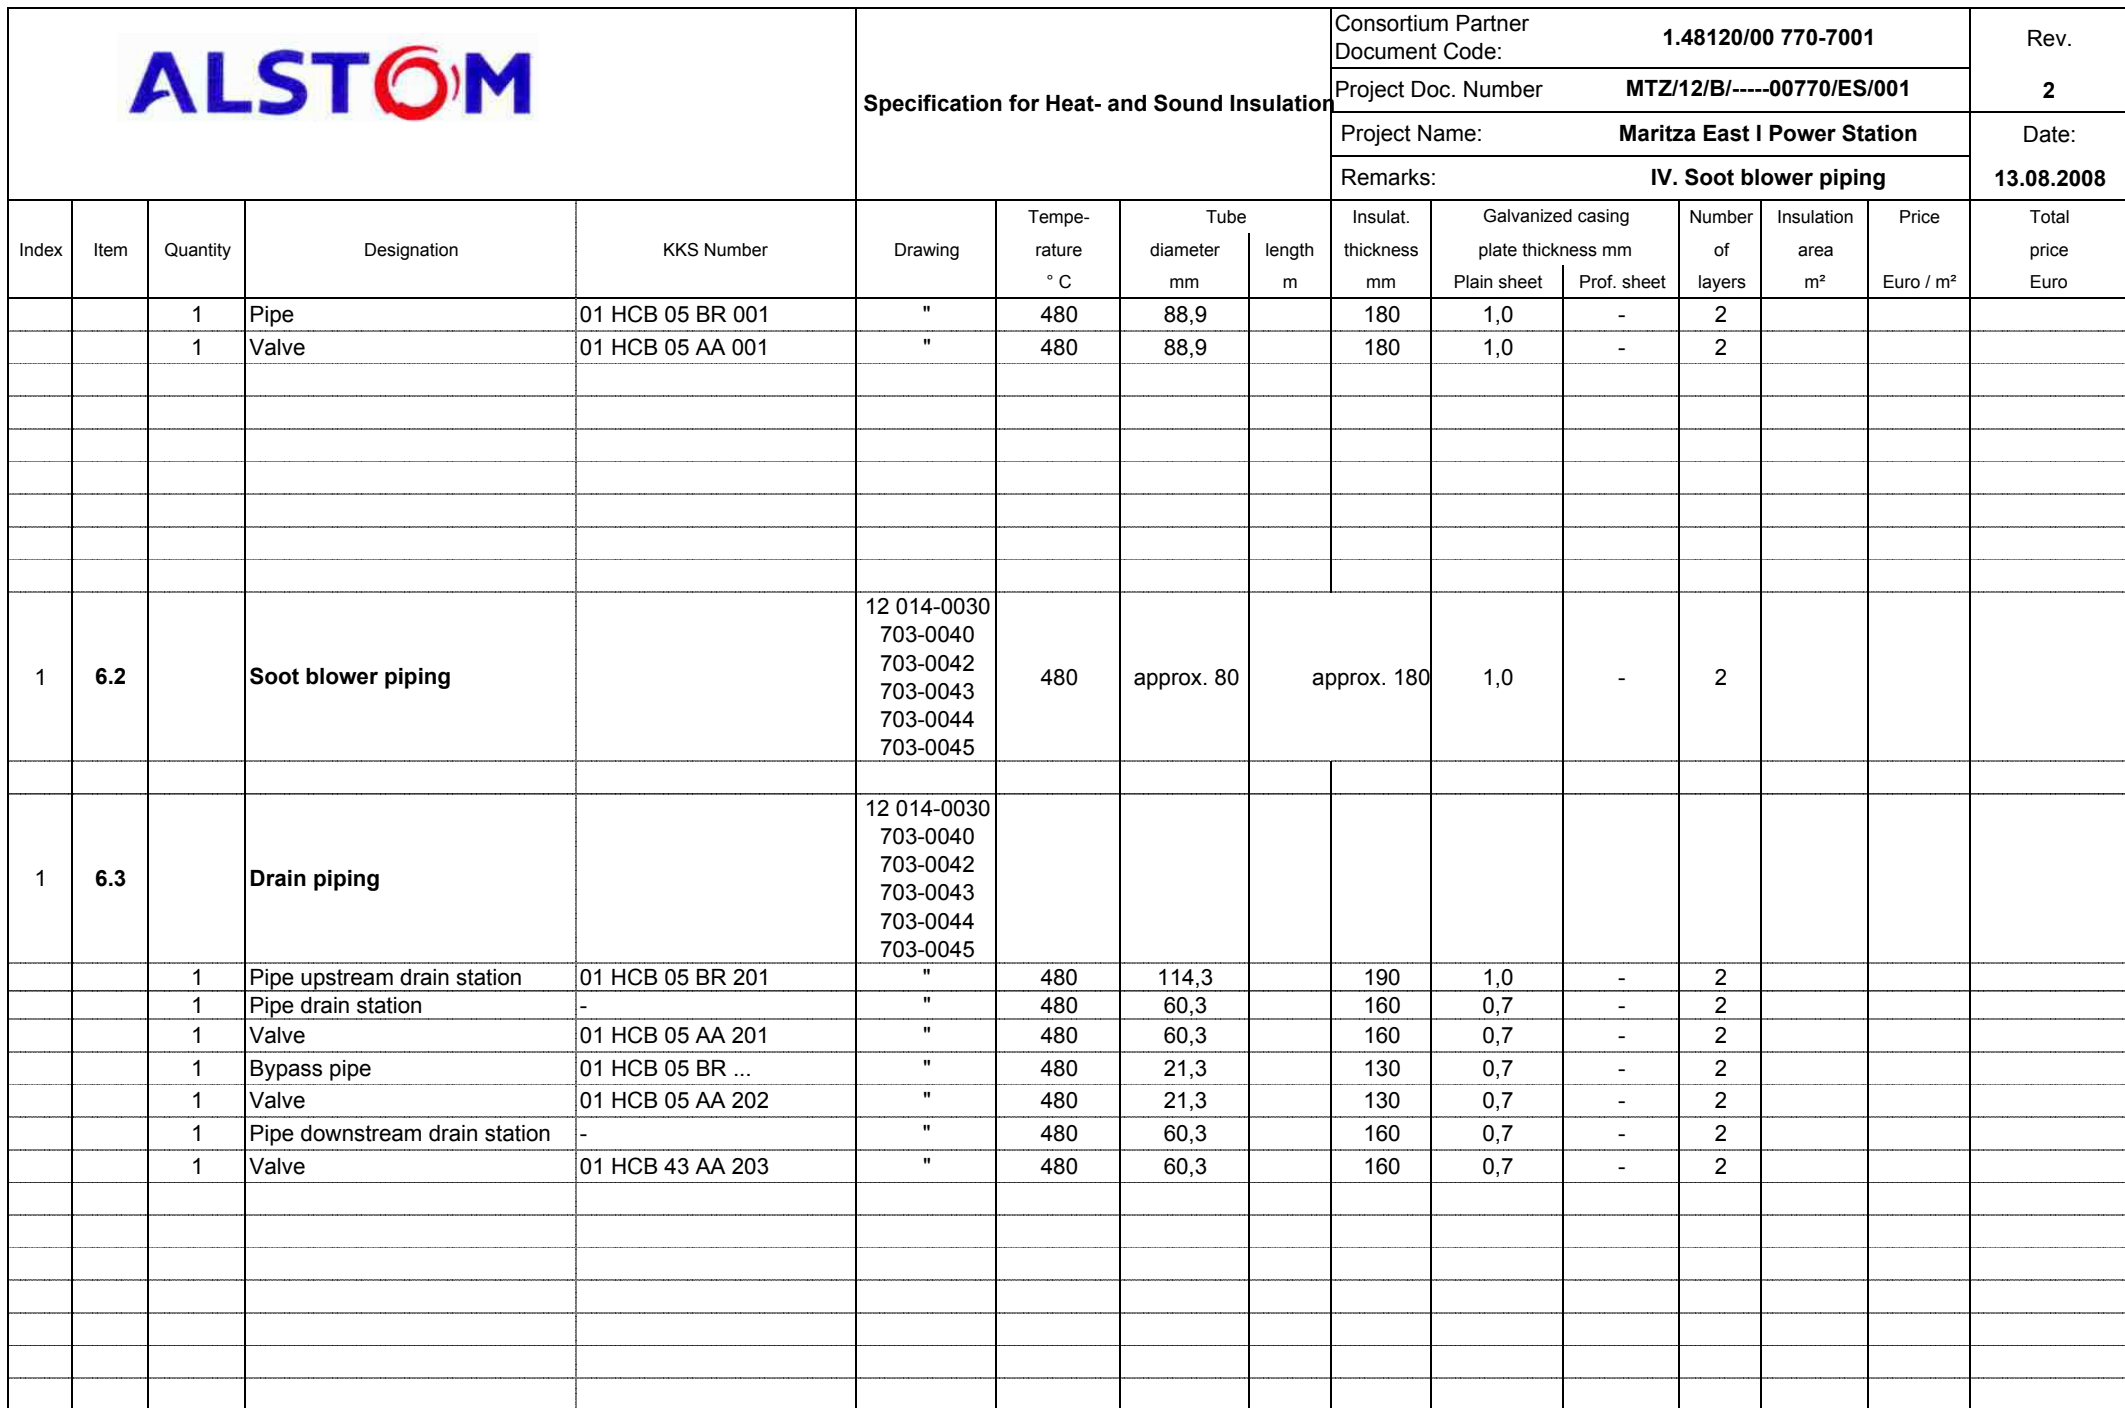 ALSTOM
Specification for Heat- and Sound Insulation
Consortium Partner
Document Code:
1.48120/00 770-7001
Rev.
Project Doc. Number
MTZ/12/B/-----00770/ES/001
2
Project Name:
Maritza East I Power Station
Date:
Remarks:
IV. Soot blower piping
13.08.2008
Index Item Quantity Designation KKS Number Drawing Tempe- Tube Insulat. Galvanized casing Number Insulation Price Total
rature diameter length thickness plate thickness mm of area price
° C mm m mm Plain sheet Prof. sheet layers m² Euro / m² Euro
1 Pipe 01 HCB 05 BR 001 " 480 88,9 180 1,0 - 2
1 Valve 01 HCB 05 AA 001 " 480 88,9 180 1,0 - 2
12 014-0030
703-0040
703-0042
1 6.2 Soot blower piping 480 approx. 80 approx. 180 1,0 - 2
703-0043
703-0044
703-0045
12 014-0030
703-0040
703-0042
1 6.3 Drain piping
703-0043
703-0044
703-0045
1 Pipe upstream drain station 01 HCB 05 BR 201 " 480 114,3 190 1,0 - 2
1 Pipe drain station - " 480 60,3 160 0,7 - 2
1 Valve 01 HCB 05 AA 201 " 480 60,3 160 0,7 - 2
1 Bypass pipe 01 HCB 05 BR ... " 480 21,3 130 0,7 - 2
1 Valve 01 HCB 05 AA 202 " 480 21,3 130 0,7 - 2
1 Pipe downstream drain station - " 480 60,3 160 0,7 - 2
1 Valve 01 HCB 43 AA 203 " 480 60,3 160 0,7 - 2